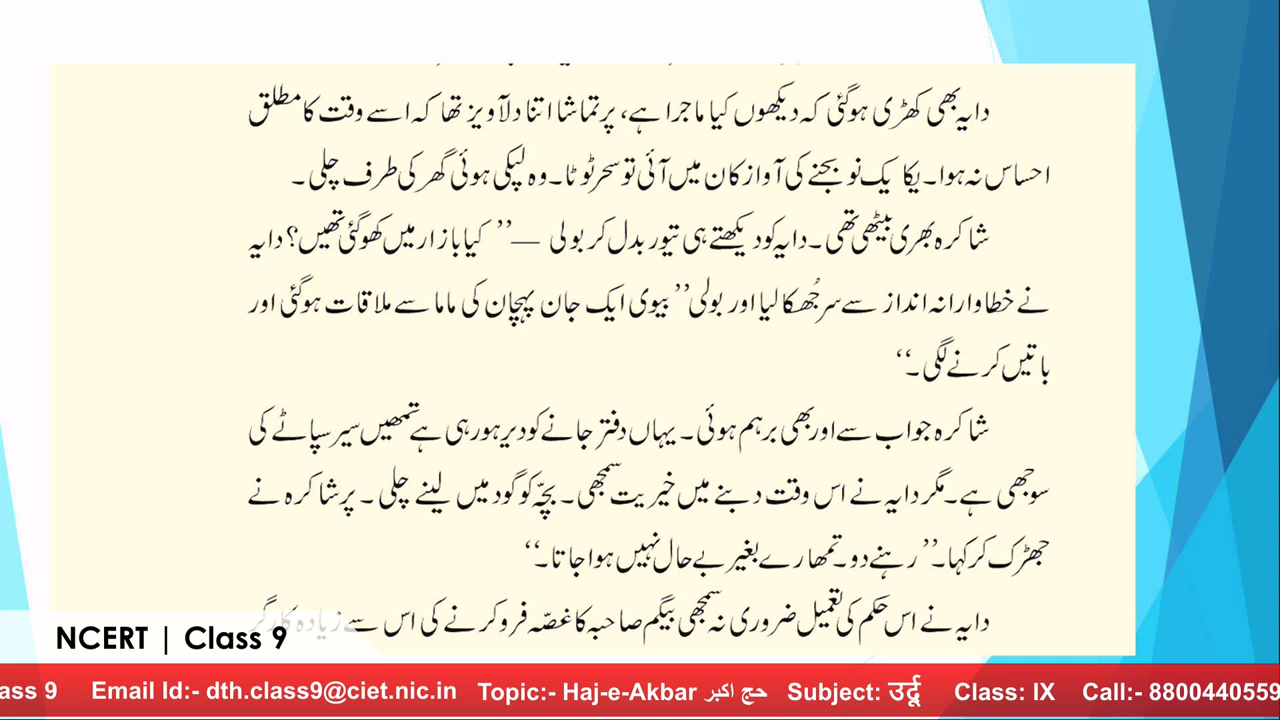 دایہ بھی کھڑی ہوگئی کہ دیکھوں کیا ماجرا ہے، پر تماشا اتنا دلآویز تھا کہ اسے وقت کا مطلق
احساس نہ ہوا۔ یکا یک نو بجنے کی آواز کان میں آئی تو سحر ٹوٹا۔ وہ لپکی ہوئی گھر کی طرف چلی۔
شاکرہ بھری بیٹھی تھی۔ دایہ کو دیکھتے ہی تیور بدل کر بولی —’’ کیا بازار میں کھو گئی تھیں؟ دایہ
نے خطاوارانہ انداز سے سر جُھکا لیا اور بولی’’ بیوی ایک جان پہچان کی ماما سے ملاقات ہوگئی اور
باتیں کرنے لگی۔‘‘
شاکرہ جواب سے اور بھی برہم ہوئی۔ یہاں دفتر جانے کو دیر ہو رہی ہے تمھیں سیر سپاٹے کی
سوجھی ہے۔ مگر دایہ نے اس وقت دبنے میں خیریت سمجھی۔ بچّہ کو گود میں لینے چلی۔ پر شاکرہ نے
جھڑک کر کہا۔’’ رہنے دو۔ تمھارے بغیر بے حال نہیں ہوا جاتا۔‘‘
دایہ نے اس حکم کی تعمیل ضروری نہ سمجھی بیگم صاحبہ کا غصّہ فرو کرنے کی اس سے زیادہ کارگر
NCERT | Class 9
ass 9 Email Id:- dth.class9@ciet.nic.in Topic:- Haj-e-Akbar حج اکبر Subject: उर्दू Class: IX Call:- 8800440559